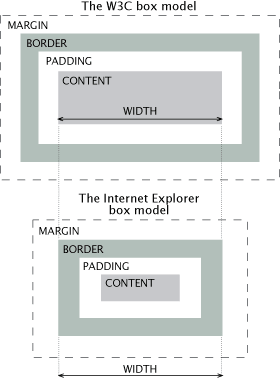 The W3C box model
MARGIN
BORDER
PADDING
CONTENT
WIDTH
The Internet Explorer
box model
MARGIN
BORDER
PADDING
CONTENT
WIDTH